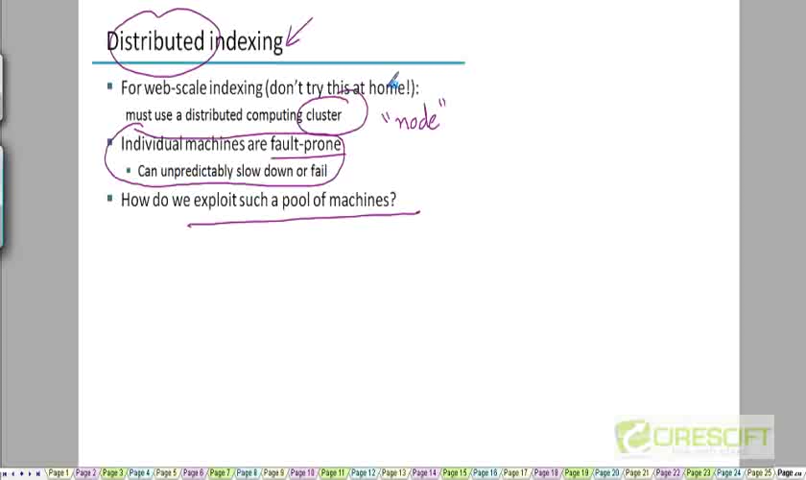 Distributed indexing
▪ For web-scale indexing (don't try this at home!):
must use a distributed computing cluster
"node"
▪ Individual machines are fault-prone
▪ Can unpredictably slow down or fail
▪ How do we exploit such a pool of machines?
Page 1 Page 2 Page 3 Page 4 Page 5 Page 6 Page 7 Page 8 Page 9 Page 10 Page 11 Page 12 Page 13 Page 14 Page 15 Page 16 Page 17 Page 18 Page 19 Page 20 Page 21 Page 22 Page 23 Page 24 Page 25 Page